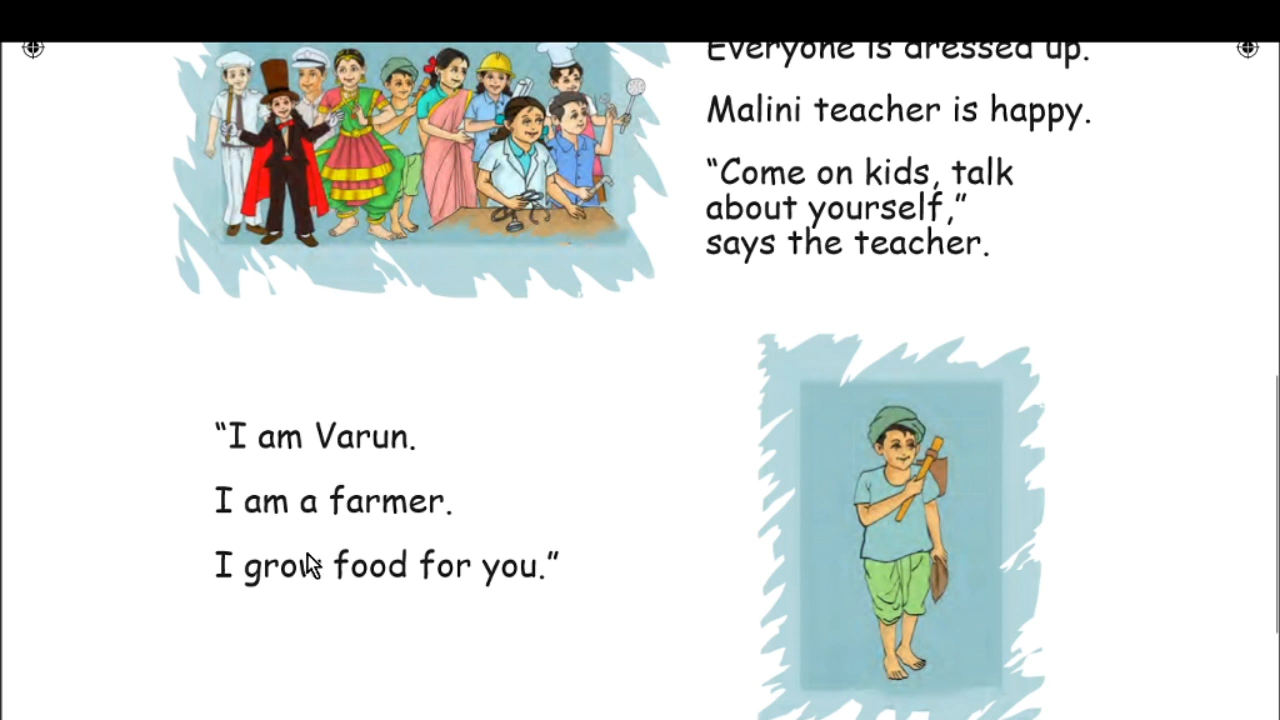 Everyone is dressed up.
Malini teacher is happy.
“Come on kids, talk
about yourself,”
says the teacher.
“I am Varun.
I am a farmer.
I grow food for you.”